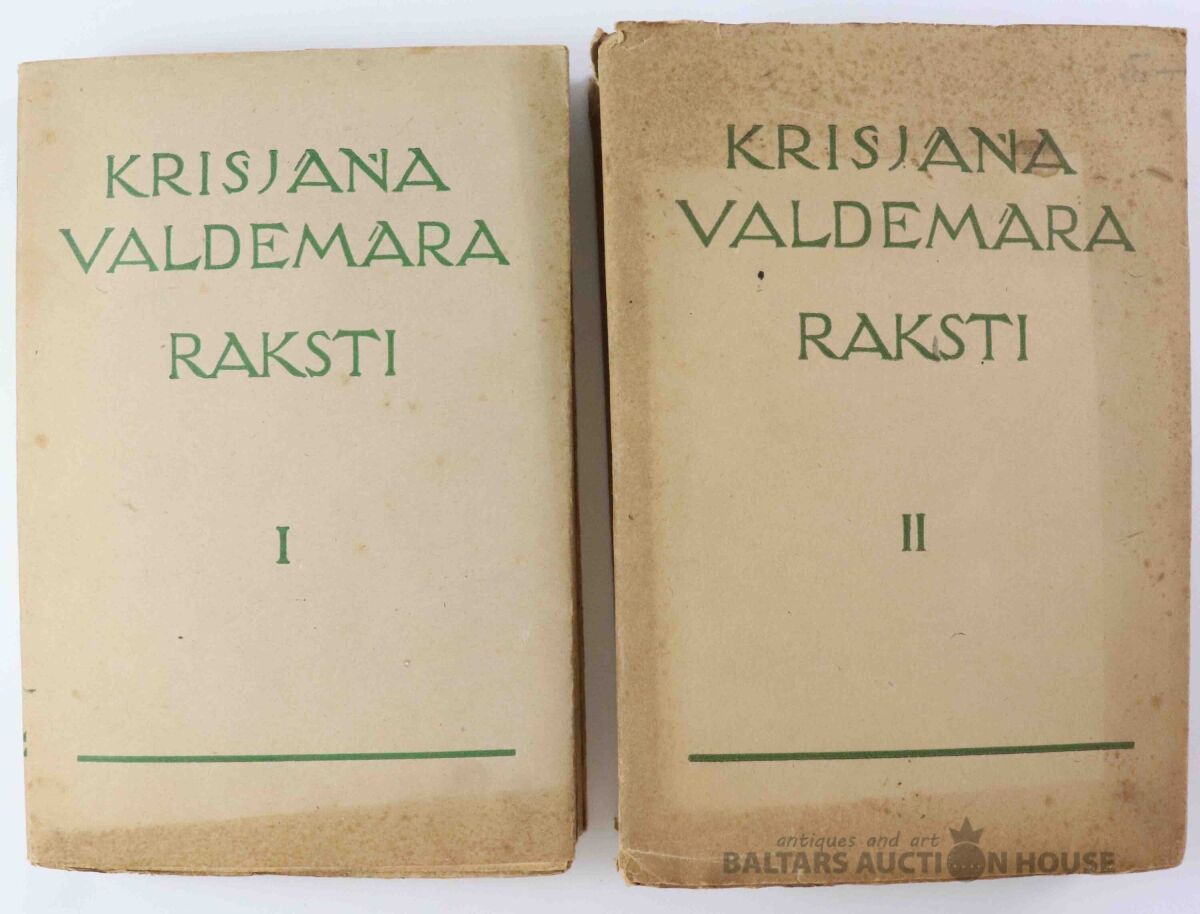 KRISJANA
VALDEMARA
RAKSTI
I
KRISJANA
VALDEMARA
RAKSTI
II
antiques and art
BALTARS AUCTION HOUSE